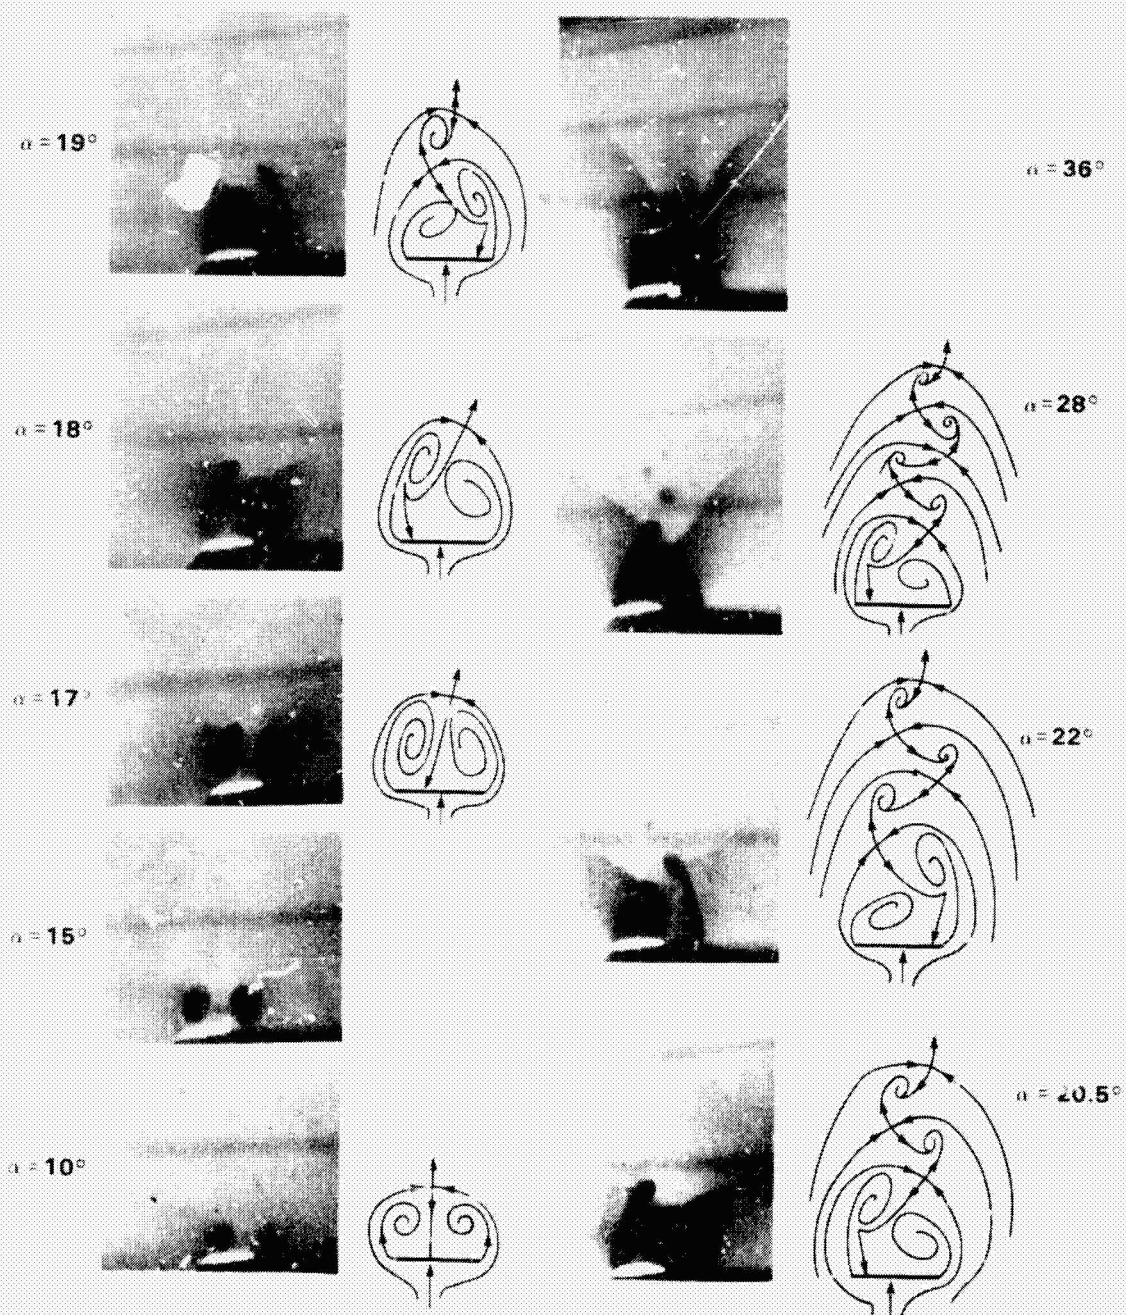 α = 19°
α = 18°
α = 17°
α = 15°
α = 10°
α = 36°
α = 28°
α = 22°
α = 20.5°